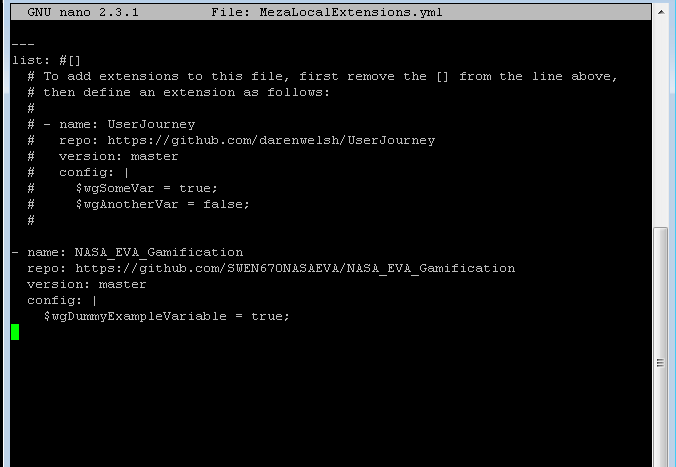 GNU nano 2.3.1 File: MezaLocalExtensions.yml
---
list: #[]
# To add extensions to this file, first remove the [] from the line above,
# then define an extension as follows:
#
# - name: UserJourney
#   repo: https://github.com/darenwelsh/UserJourney
#   version: master
#   config: |
#     $wgSomeVar = true;
#     $wgAnotherVar = false;
#
- name: NASA_EVA_Gamification
  repo: https://github.com/SWEN670NASAEVA/NASA_EVA_Gamification
  version: master
  config: |
    $wgDummyExampleVariable = true;